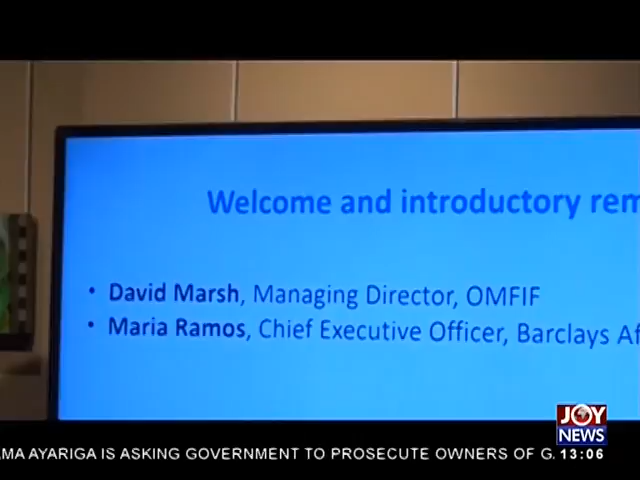 Welcome and introductory rem
• David Marsh, Managing Director, OMFIF
• Maria Ramos, Chief Executive Officer, Barclays Af
JOY
NEWS
MA AYARIGA IS ASKING GOVERNMENT TO PROSECUTE OWNERS OF G. 13:06